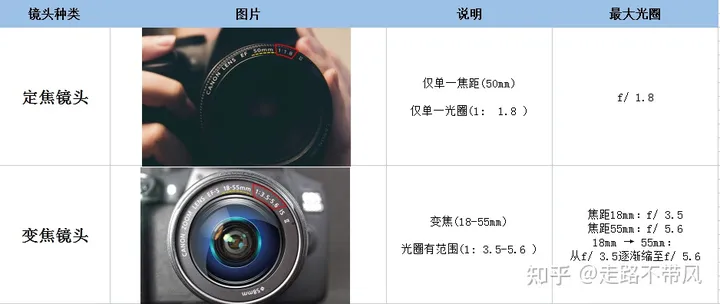 镜头种类
图片
说明
最大光圈
定焦镜头
CANON LENS EF 50mm 1:1.8 II
仅单一焦距(50mm)
仅单一光圈(1: 1.8 )
f/ 1.8
变焦镜头
CANON ZOOM LENS EF-S 18-55mm 1:3.5-5.6 IS II
ø58mm
变焦(18-55mm)
光圈有范围(1: 3.5-5.6 )
焦距18mm：f/ 3.5
焦距55mm：f/ 5.6
18mm → 55mm：
从f/ 3.5逐渐缩至f/ 5.6
知乎 @走路不带风